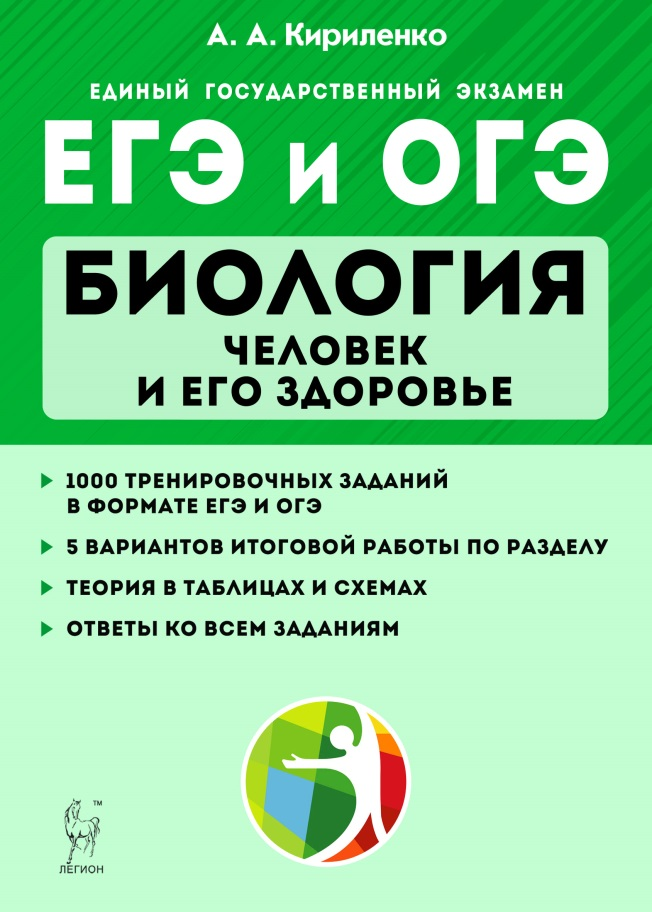 А. А. Кириленко
ЕДИНЫЙ ГОСУДАРСТВЕННЫЙ ЭКЗАМЕН
ЕГЭ и ОГЭ
БИОЛОГИЯ
ЧЕЛОВЕК
И ЕГО ЗДОРОВЬЕ
1000 ТРЕНИРОВОЧНЫХ ЗАДАНИЙ
В ФОРМАТЕ ЕГЭ И ОГЭ
5 ВАРИАНТОВ ИТОГОВОЙ РАБОТЫ ПО РАЗДЕЛУ
ТЕОРИЯ В ТАБЛИЦАХ И СХЕМАХ
ОТВЕТЫ КО ВСЕМ ЗАДАНИЯМ
TM
ЛЕГИОН